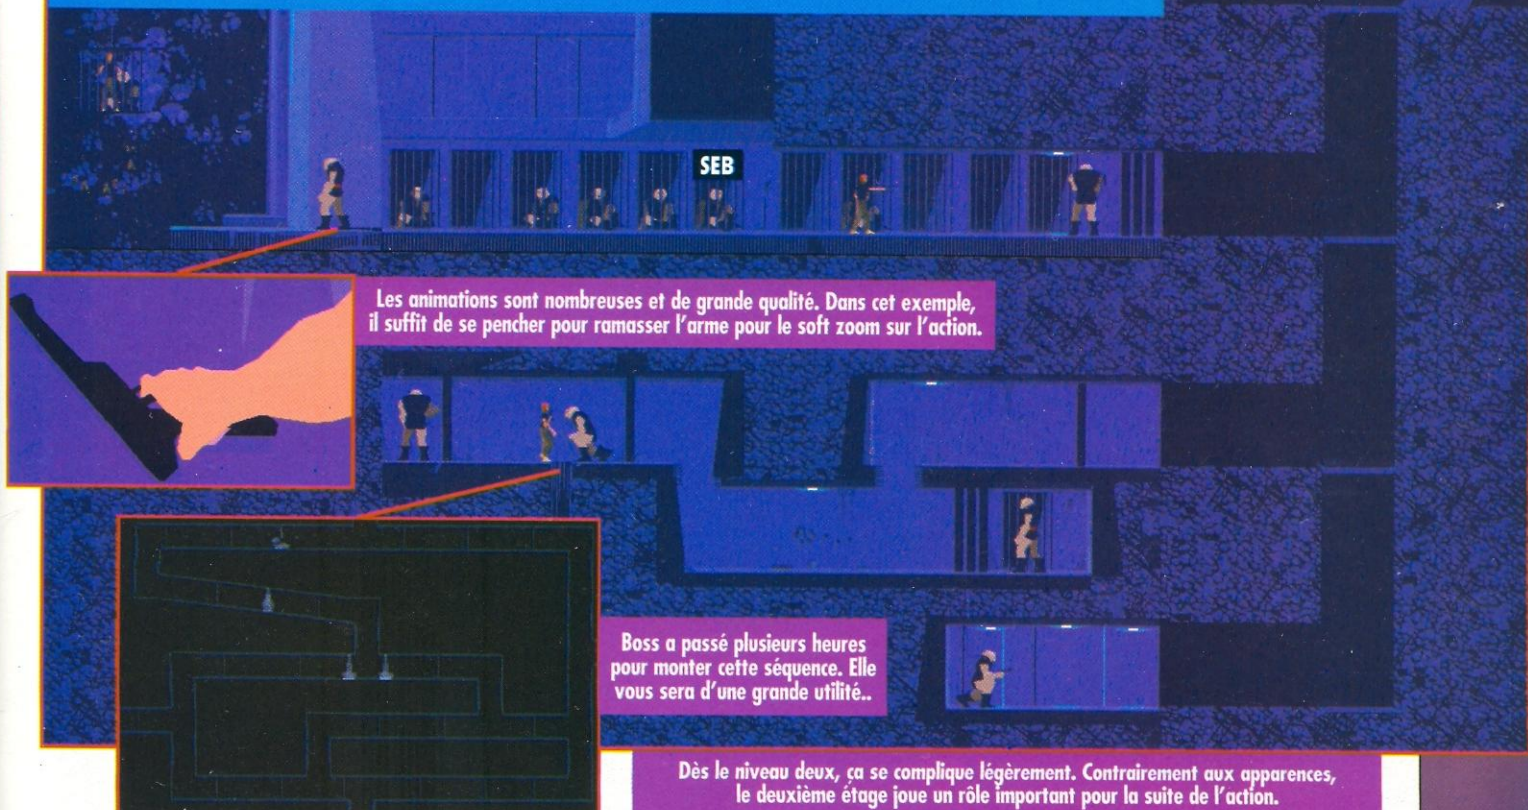 SEB
Les animations sont nombreuses et de grande qualité. Dans cet exemple,
il suffit de se pencher pour ramasser l'arme pour le soft zoom sur l'action.
Boss a passé plusieurs heures
pour monter cette séquence. Elle
vous sera d'une grande utilité..
Dès le niveau deux, ça se complique légèrement. Contrairement aux apparences,
le deuxième étage joue un rôle important pour la suite de l'action.